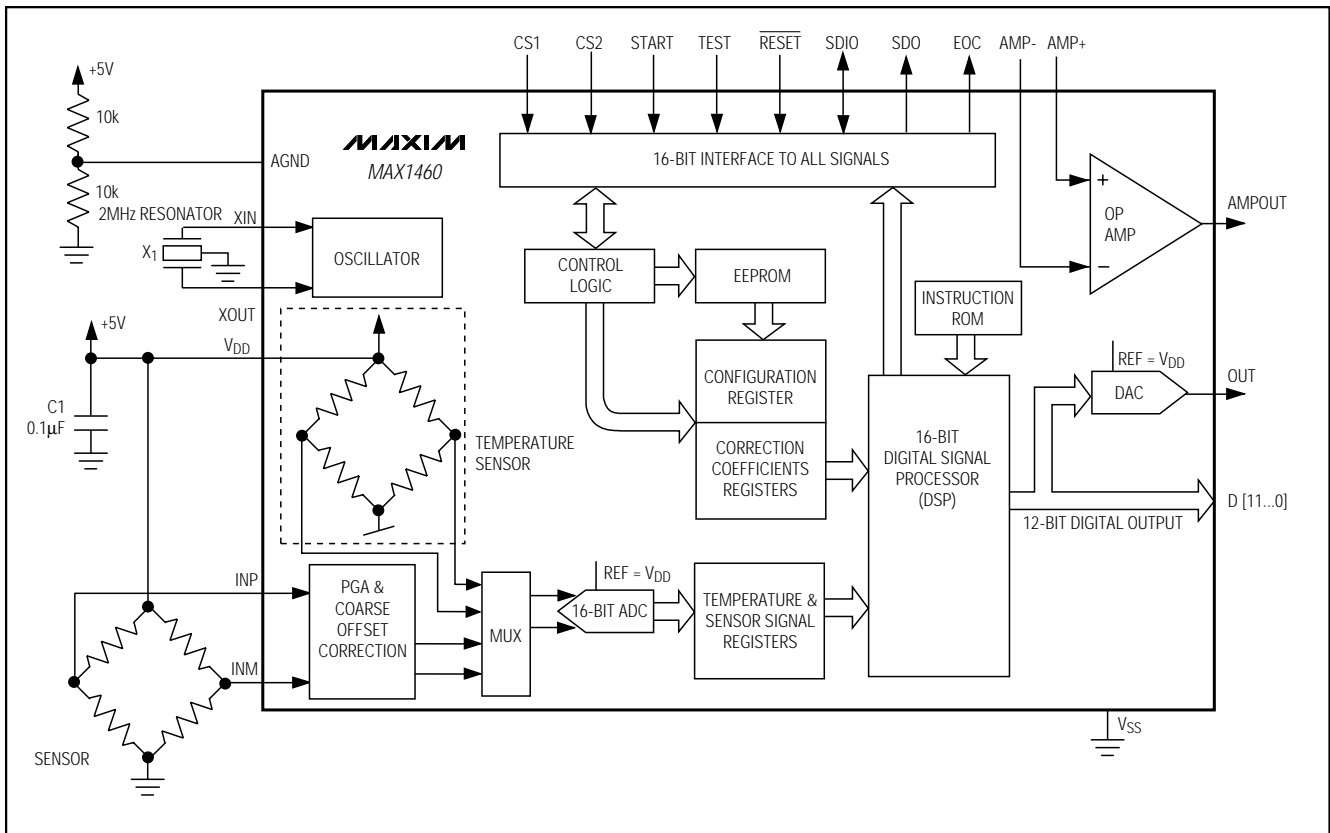 CS1 CS2 START TEST RESET SDIO SDO EOC AMP- AMP+
+5V
10k
MAXIM
MAX1460
AGND
16-BIT INTERFACE TO ALL SIGNALS
+
OP
AMP
−
AMPOUT
10k
2MHz RESONATOR
XIN
X1
OSCILLATOR
XOUT
CONTROL
LOGIC
EEPROM
INSTRUCTION
ROM
+5V
VDD
C1
0.1µF
TEMPERATURE
SENSOR
CONFIGURATION
REGISTER
CORRECTION
COEFFICIENTS
REGISTERS
16-BIT
DIGITAL SIGNAL
PROCESSOR
(DSP)
REF = VDD
DAC
OUT
D [11...0]
12-BIT DIGITAL OUTPUT
INP
PGA &
COARSE
OFFSET
CORRECTION
INM
MUX
REF = VDD
16-BIT ADC
TEMPERATURE &
SENSOR SIGNAL
REGISTERS
SENSOR
VSS